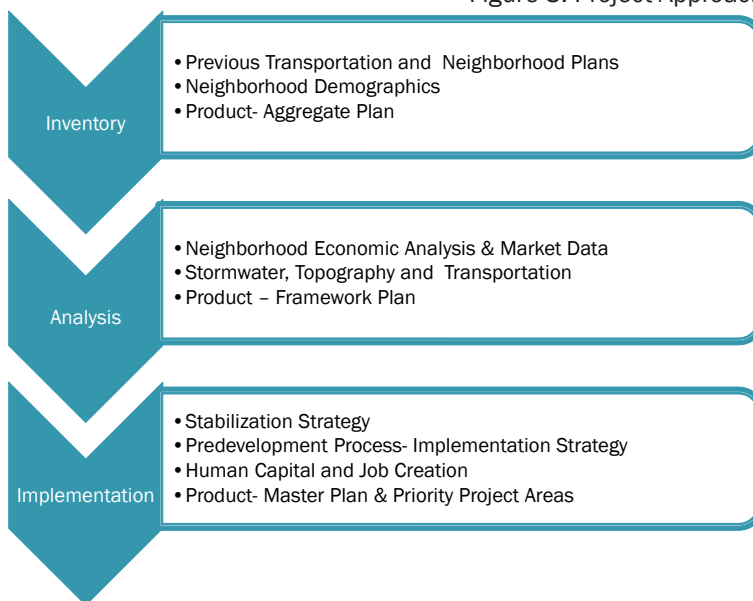 Project Approac
Inventory
• Previous Transportation and Neighborhood Plans
• Neighborhood Demographics
• Product- Aggregate Plan
Analysis
• Neighborhood Economic Analysis & Market Data
• Stormwater, Topography and Transportation
• Product – Framework Plan
Implementation
• Stabilization Strategy
• Predevelopment Process- Implementation Strategy
• Human Capital and Job Creation
• Product- Master Plan & Priority Project Areas